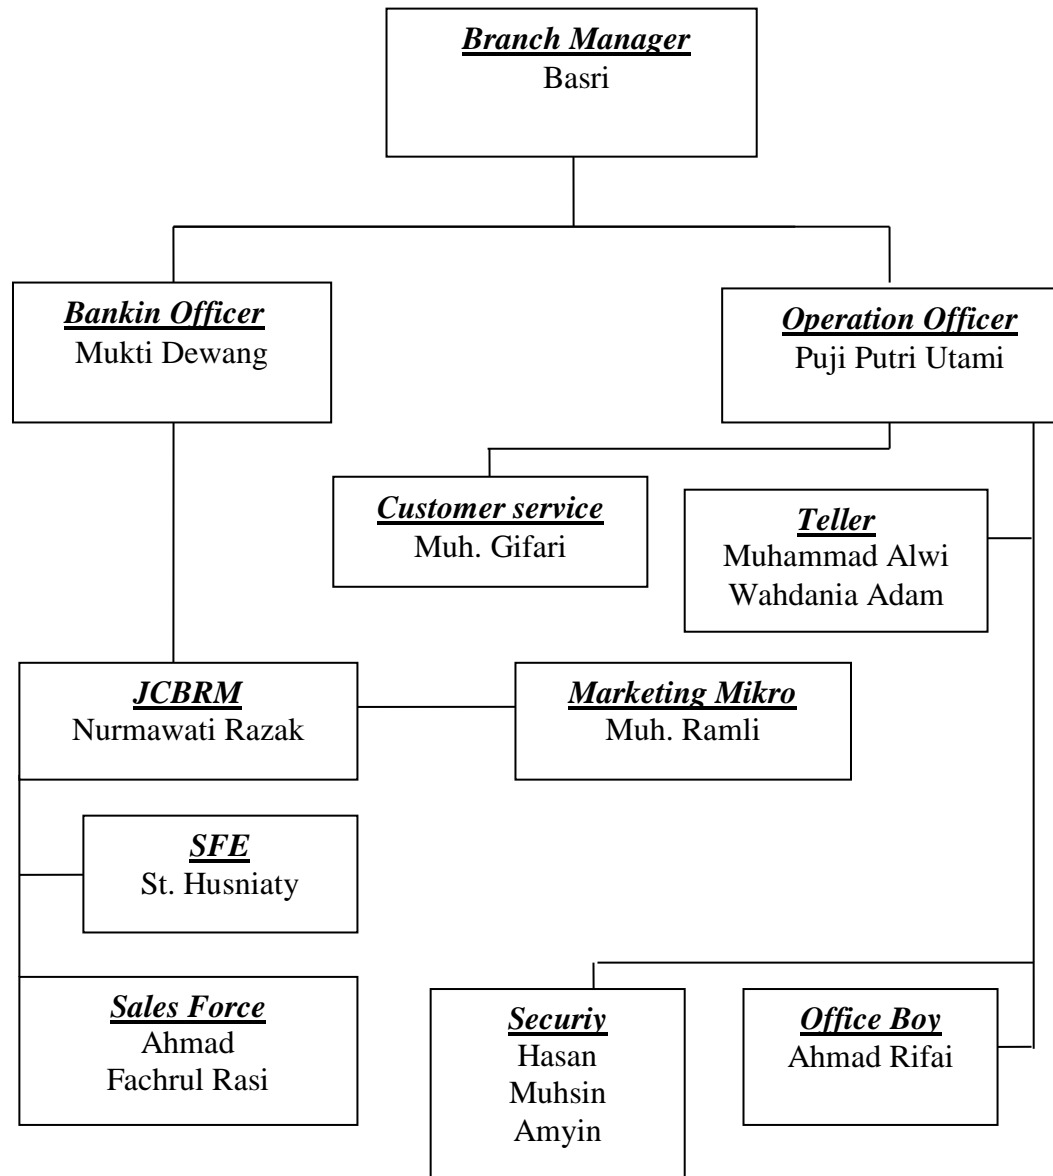 Branch Manager
Basri
Bankin Officer
Mukti Dewang
Operation Officer
Puji Putri Utami
Customer service
Muh. Gifari
Teller
Muhammad Alwi
Wahdania Adam
JCBRM
Nurmawati Razak
Marketing Mikro
Muh. Ramli
SFE
St. Husniaty
Sales Force
Ahmad
Fachrul Rasi
Securiy
Hasan
Muhsin
Amyin
Office Boy
Ahmad Rifai